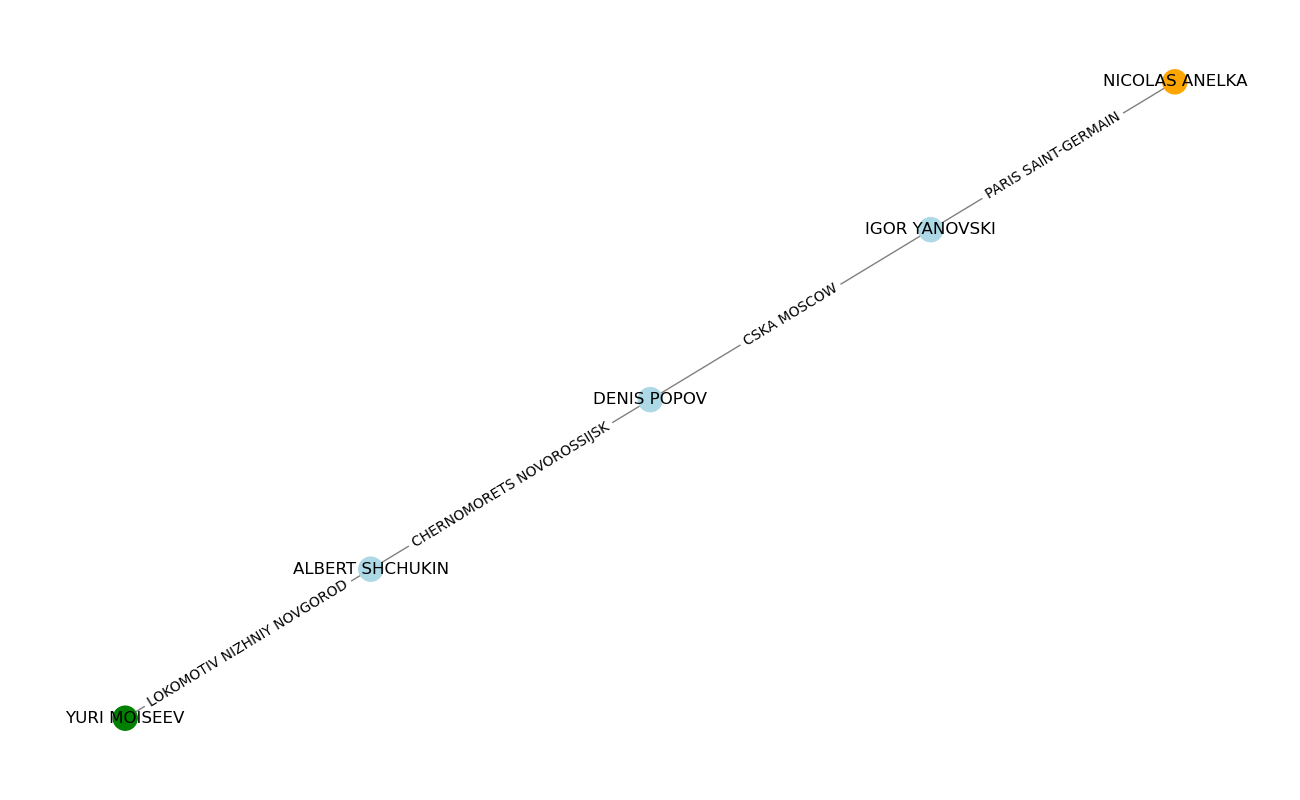 NICOLAS ANELKA
PARIS SAINT-GERMAIN
IGOR YANOVSKI
CSKA MOSCOW
DENIS POPOV
CHERNOMORETS NOVOROSSIJSK
ALBERT SHCHUKIN
LOKOMOTIV NIZHNIY NOVGOROD
YURI MOISEEV